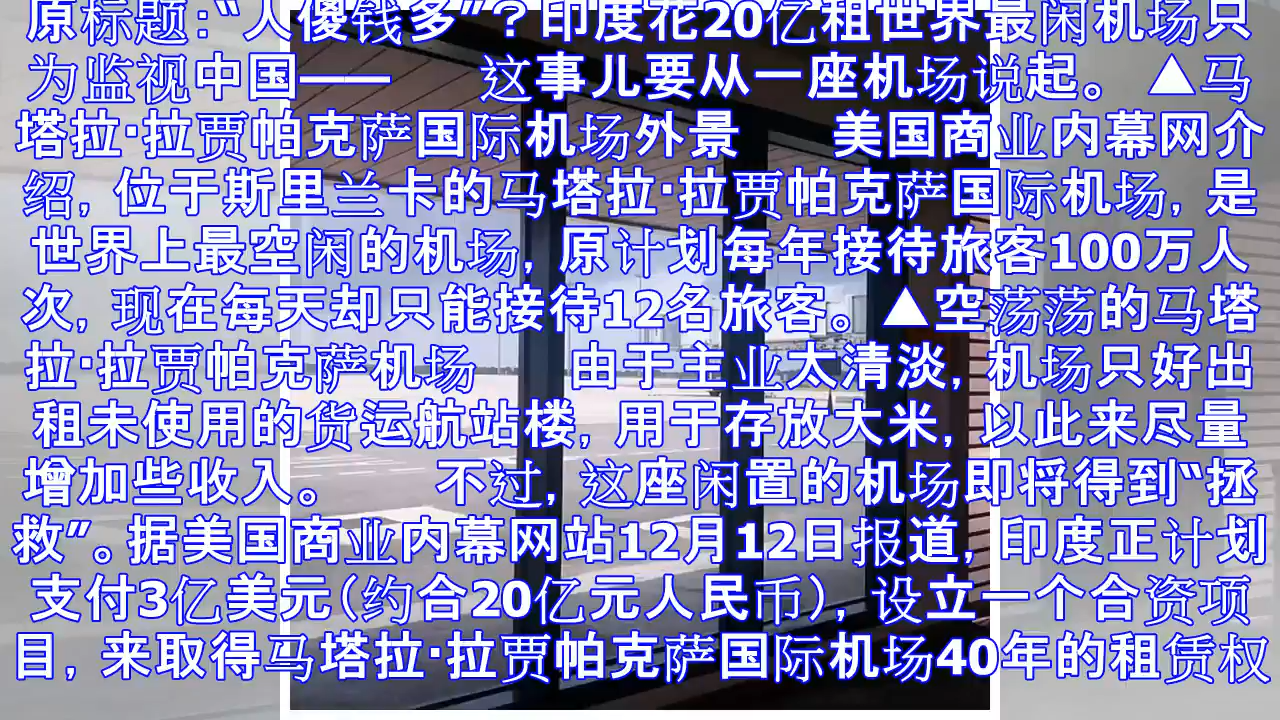 原标题：“人傻钱多”？印度花20亿租世界最闲机场只
为监视中国—— 这事儿要从一座机场说起。 ▲马
塔拉·拉贾帕克萨国际机场外景 美国商业内幕网介
绍，位于斯里兰卡的马塔拉·拉贾帕克萨国际机场，是
世界上最空闲的机场，原计划每年接待旅客100万人
次，现在每天却只能接待12名旅客。▲空荡荡的马塔
拉·拉贾帕克萨机场 由于主业太清淡，机场只好出
租未使用的货运航站楼，用于存放大米，以此来尽量
增加些收入。 不过，这座闲置的机场即将得到“拯
救”。据美国商业内幕网站12月12日报道，印度正计划
支付3亿美元（约合20亿元人民币），设立一个合资项
目，来取得马塔拉·拉贾帕克萨国际机场40年的租赁权